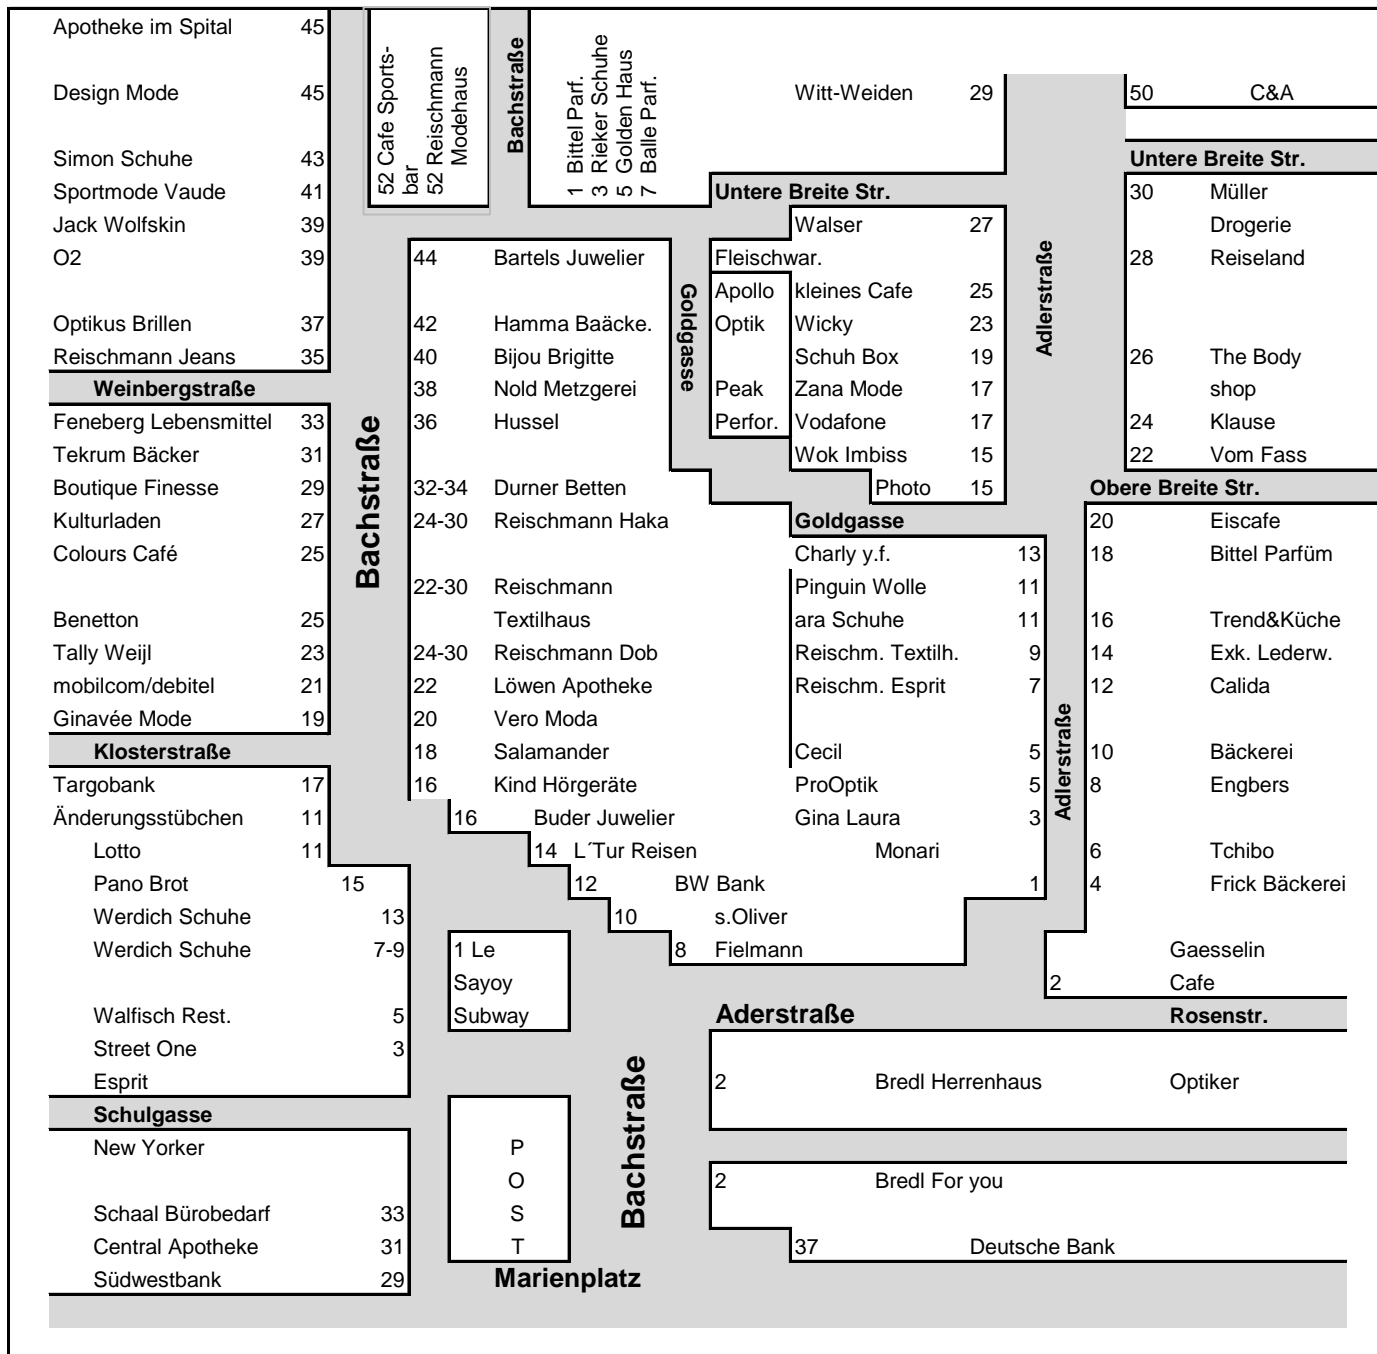 Apotheke im Spital 45
Design Mode 45
Simon Schuhe 43
Sportmode Vaude 41
Jack Wolfskin 39
O2 39
Optikus Brillen 37
Reischmann Jeans 35
Weinbergstraße
Feneberg Lebensmittel 33
Tekrum Bäcker 31
Boutique Finesse 29
Kulturladen 27
Colours Café 25
Benetton 25
Tally Weijl 23
mobilcom/debitel 21
Ginavée Mode 19
Klosterstraße
Targobank 17
Änderungsstübchen 11
Lotto 11
Pano Brot 15
Werdich Schuhe 13
Werdich Schuhe 7-9
Walfisch Rest. 5
Street One 3
Esprit
Schulgasse
New Yorker
Schaal Bürobedarf 33
Central Apotheke 31
Südwestbank 29
52 Cafe Sports-
bar
52 Reischmann
Modehaus
Bachstraße
1 Bittel Parf.
3 Rieker Schuhe
5 Golden Haus
7 Balle Parf.
Bachstraße
44 Bartels Juwelier
42 Hamma Baäcke.
40 Bijou Brigitte
38 Nold Metzgerei
36 Hussel
32-34 Durner Betten
24-30 Reischmann Haka
22-30 Reischmann
Textilhaus
24-30 Reischmann Dob
22 Löwen Apotheke
20 Vero Moda
18 Salamander
16 Kind Hörgeräte
16 Buder Juwelier
14 L´Tur Reisen
12 BW Bank
10 s.Oliver
8 Fielmann
1 Le
Sayoy
Subway
P
O
S
T
Marienplatz
Bachstraße
Goldgasse
Witt-Weiden 29
Untere Breite Str.
Walser 27
Fleischwar.
Apollo
Optik
Peak
Perfor.
kleines Cafe 25
Wicky 23
Schuh Box 19
Zana Mode 17
Vodafone 17
Wok Imbiss 15
Photo 15
Goldgasse
Charly y.f. 13
Pinguin Wolle 11
ara Schuhe 11
Reischm. Textilh. 9
Reischm. Esprit 7
Cecil 5
ProOptik 5
Gina Laura 3
Monari
1
Adlerstraße
Adlerstraße
50 C&A
Untere Breite Str.
30 Müller
Drogerie
28 Reiseland
26 The Body
shop
24 Klause
22 Vom Fass
Obere Breite Str.
20 Eiscafe
18 Bittel Parfüm
16 Trend&Küche
14 Exk. Lederw.
12 Calida
10 Bäckerei
8 Engbers
6 Tchibo
4 Frick Bäckerei
Gaesselin
2 Cafe
Aderstraße
Rosenstr.
2 Bredl Herrenhaus Optiker
2 Bredl For you
37 Deutsche Bank